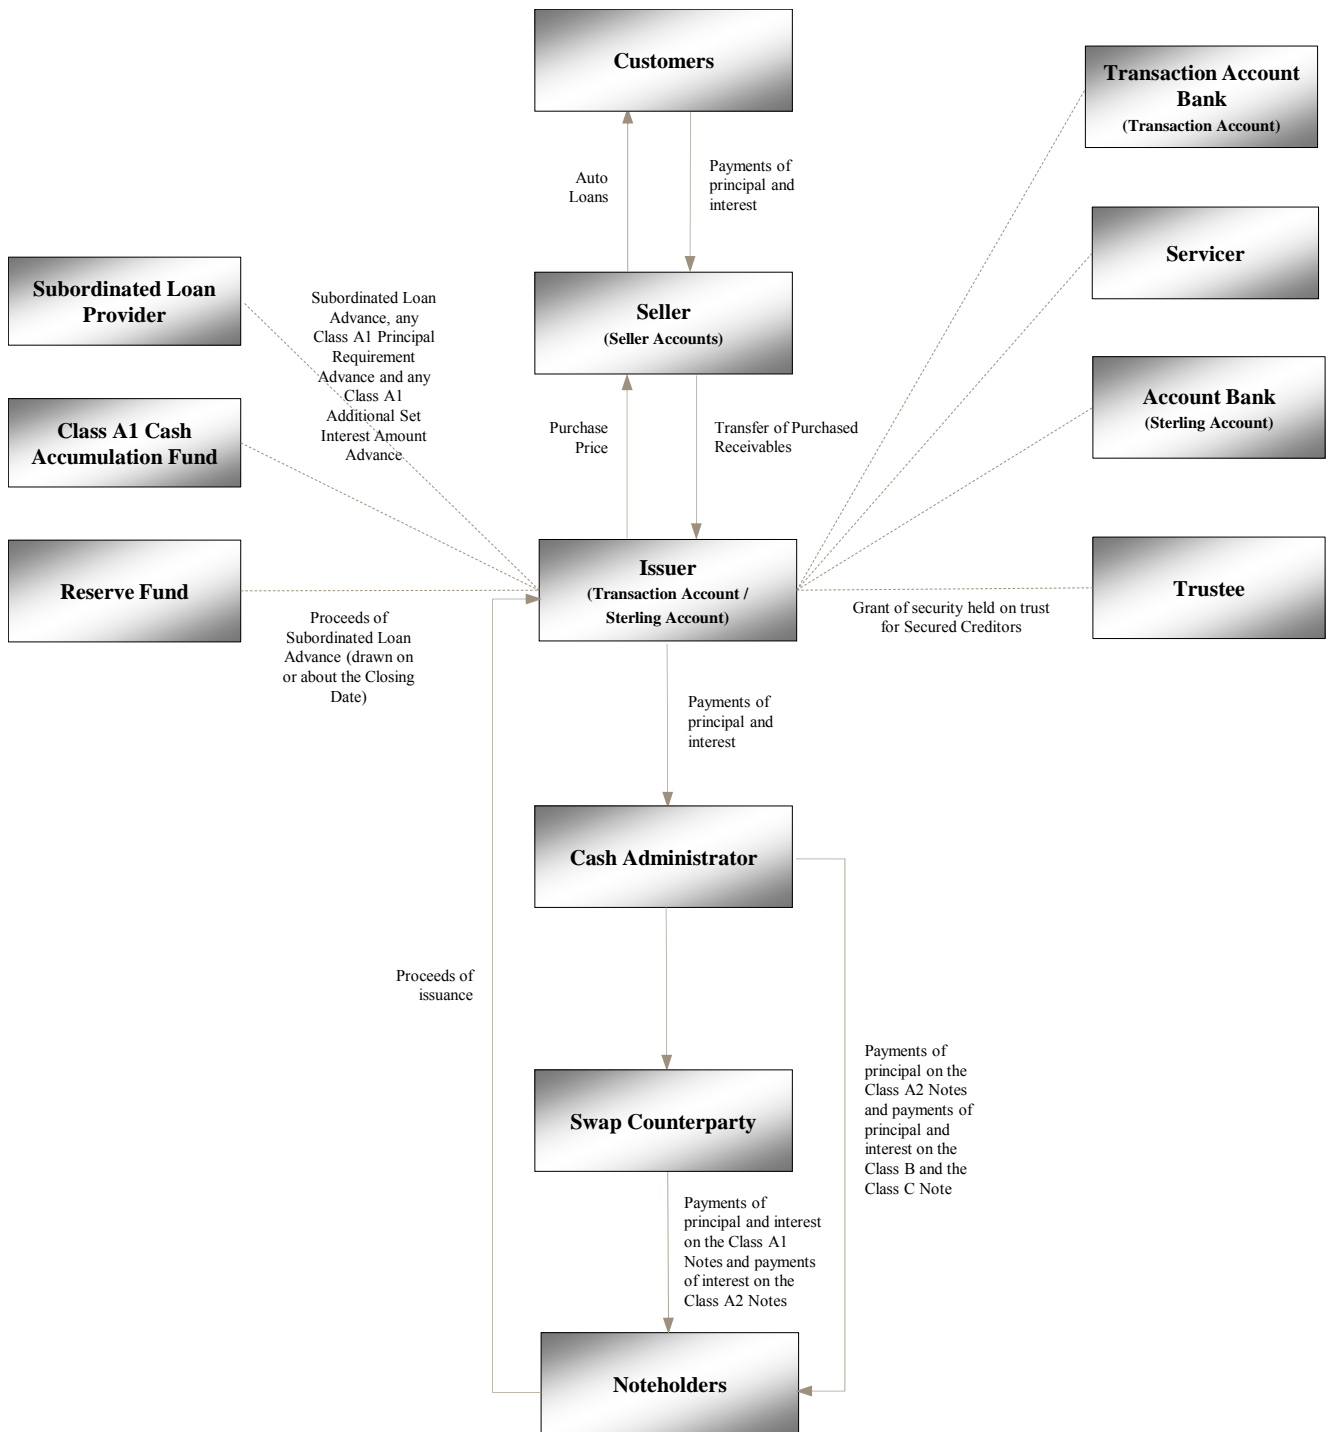 Customers
Transaction Account
Bank
(Transaction Account)
Auto
Loans
Payments of
principal and
interest
Servicer
Subordinated Loan
Provider
Subordinated Loan
Advance, any
Class A1 Principal
Requirement
Advance and any
Class A1
Additional Set
Interest Amount
Advance
Seller
(Seller Accounts)
Account Bank
(Sterling Account)
Class A1 Cash
Accumulation Fund
Purchase
Price
Transfer of Purchased
Receivables
Reserve Fund
Issuer
(Transaction Account /
Sterling Account)
Trustee
Grant of security held on trust
for Secured Creditors
Proceeds of
Subordinated Loan
Advance (drawn on
or about the Closing
Date)
Payments of
principal and
interest
Cash Administrator
Proceeds of
issuance
Payments of
principal on the
Class A2 Notes
and payments of
principal and
interest on the
Class B and the
Class C Note
Swap Counterparty
Payments of
principal and interest
on the Class A1
Notes and payments
of interest on the
Class A2 Notes
Noteholders